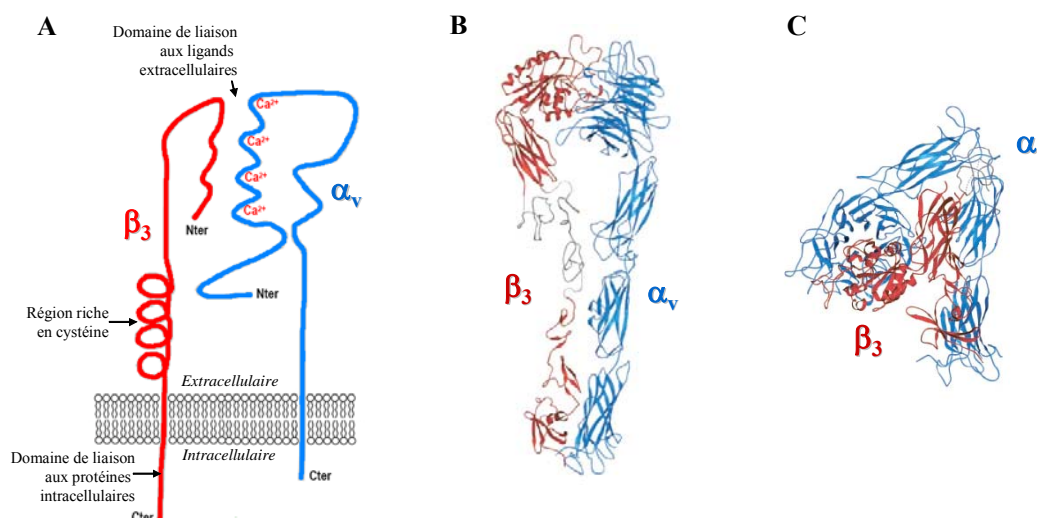 A
Domaine de liaison
aux ligands
extracellulaires
Ca²⁺
Ca²⁺
Ca²⁺
Ca²⁺
β₃
αᵥ
Nter
Nter
Région riche
en cystéine
Extracellulaire
Intracellulaire
Domaine de liaison
aux protéines
intracellulaires
Cter
Cter
B
β₃
αᵥ
C
α
β₃